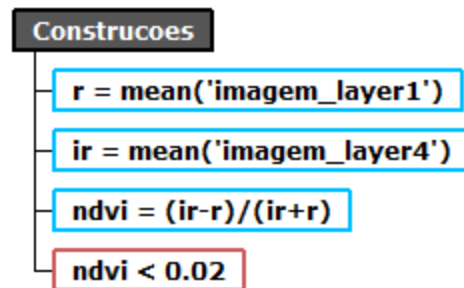 Construcoes
r = mean('imagem_layer1')
ir = mean('imagem_layer4')
ndvi = (ir-r)/(ir+r)
ndvi < 0.02